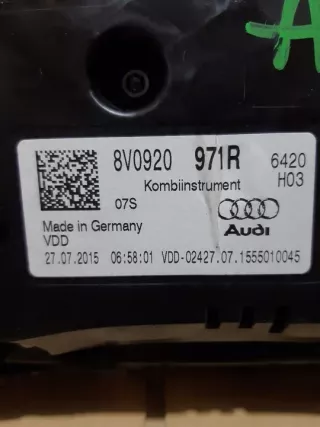 A
8V0920 971R 6420
Kombiinstrument H03
07S
Made in Germany Audi
VDD
27.07.2015 06:58:01 VDD-02427.07.1555010045